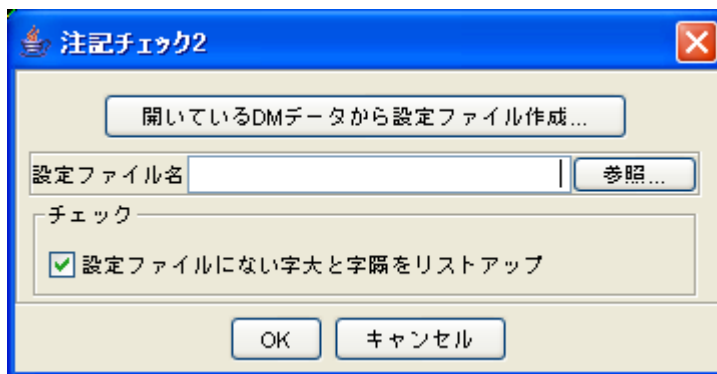 注記チェック2
開いているDMデータから設定ファイル作成...
設定ファイル名 参照...
チェック
設定ファイルにない字大と字隔をリストアップ
OK キャンセル